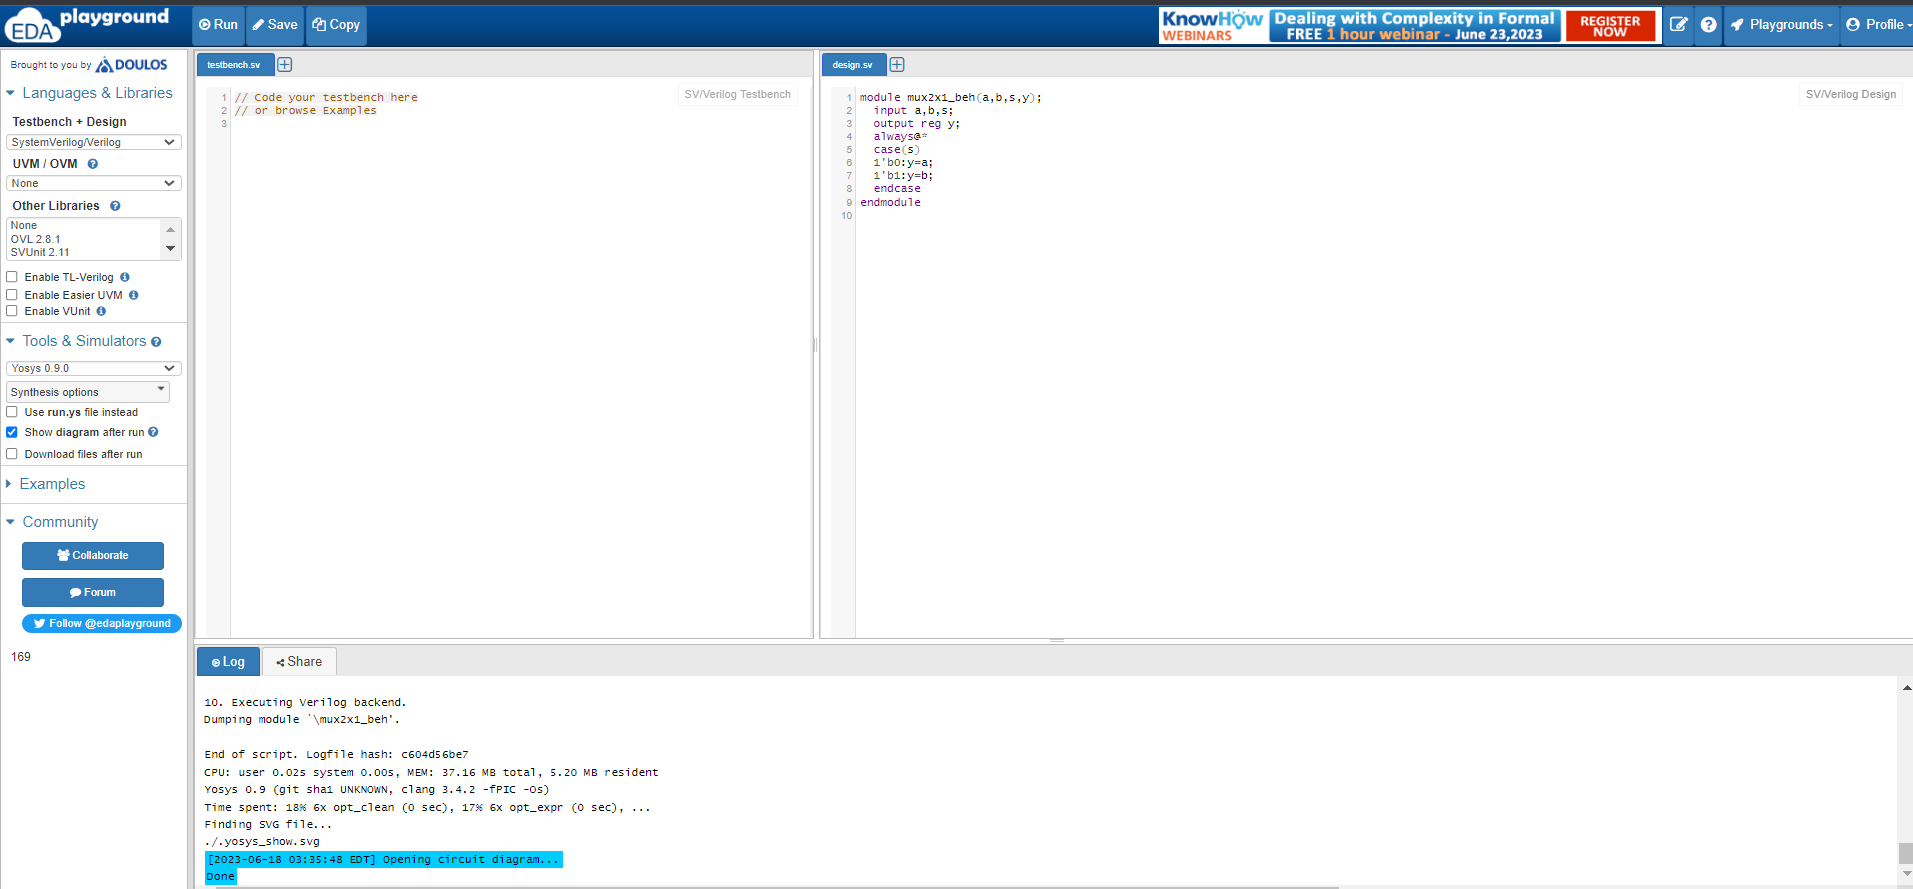 EDA playground
Run
Save
Copy
KnowHow WEBINARS
Dealing with Complexity in Formal
FREE 1 hour webinar - June 23,2023
REGISTER NOW
Playgrounds
Profile
Brought to you by DOULOS
Languages & Libraries
Testbench + Design
SystemVerilog/Verilog
UVM / OVM
None
Other Libraries
None
OVL 2.8.1
SVUnit 2.11
Enable TL-Verilog
Enable Easier UVM
Enable VUnit
Tools & Simulators
Yosys 0.9.0
Synthesis options
Use run.ys file instead
Show diagram after run
Download files after run
Examples
Community
Collaborate
Forum
Follow @edaplayground
169
testbench.sv
SV/Verilog Testbench
1 // Code your testbench here
2 // or browse Examples
3
design.sv
SV/Verilog Design
1 module mux2x1_beh(a,b,s,y);
2 input a,b,s;
3 output reg y;
4 always@*
5 case(s)
6 1'b0:y=a;
7 1'b1:y=b;
8 endcase
9 endmodule
10
Log
Share
10. Executing Verilog backend.
Dumping module `\mux2x1_beh'.
End of script. Logfile hash: c604d56be7
CPU: user 0.02s system 0.00s, MEM: 37.16 MB total, 5.20 MB resident
Yosys 0.9 (git sha1 UNKNOWN, clang 3.4.2 -fPIC -Os)
Time spent: 18% 6x opt_clean (0 sec), 17% 6x opt_expr (0 sec), ...
Finding SVG file...
./.yosys_show.svg
[2023-06-18 03:35:48 EDT] Opening circuit diagram...
Done